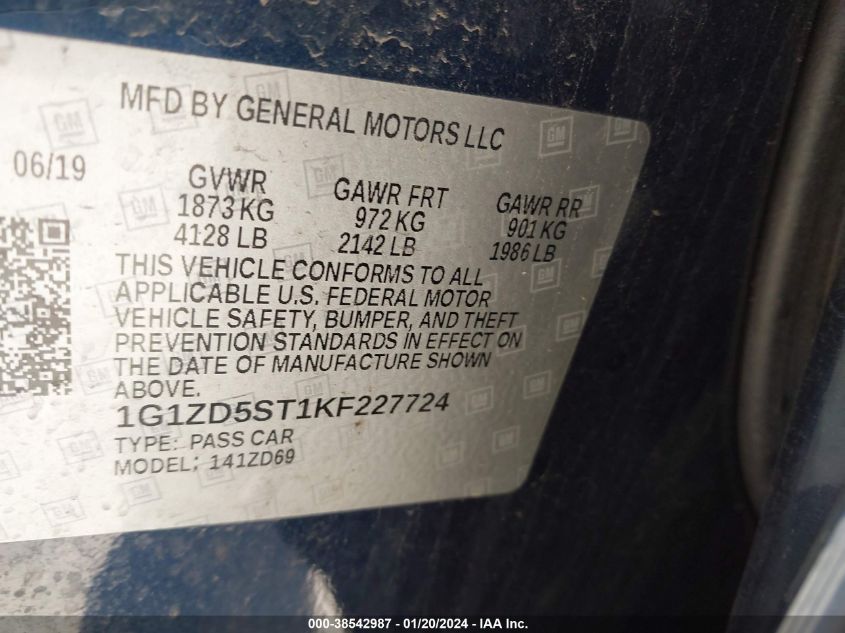 MFD BY GENERAL MOTORS LLC
06/19
GVWR
1873 KG
4128 LB
GAWR FRT
972 KG
2142 LB
GAWR RR
901 KG
1986 LB
THIS VEHICLE CONFORMS TO ALL
APPLICABLE U.S. FEDERAL MOTOR
VEHICLE SAFETY, BUMPER, AND THEFT
PREVENTION STANDARDS IN EFFECT ON
THE DATE OF MANUFACTURE SHOWN
ABOVE.
1G1ZD5ST1KF227724
TYPE: PASS CAR
MODEL: 141ZD69
GM
000-38542987 - 01/20/2024 - IAA Inc.